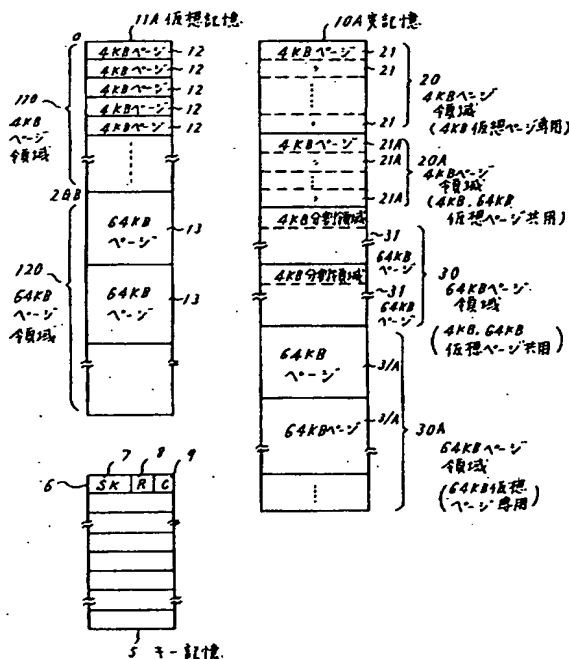 11A 仮想記憶
0
4KBページ 12
4KBページ 12
4KBページ 12
4KBページ 12
4KBページ 12
110
4KB
ページ
領域
2GB
64KB
ページ
13
64KB
ページ
13
120
64KB
ページ
領域
10A 実記憶
4KBページ 21
21
21
20
4KBページ
領域
(4KB仮想ページ専用)
4KBページ 21A
21A
21A
20A
4KBページ
領域
(4KB、64KB
仮想ページ共用)
4KB分割領域
31
64KB
ページ
4KB分割領域
31
64KB
ページ
30
64KBページ
領域
(4KB、64KB
仮想ページ共用)
64KB
ページ
31A
64KBページ
31A
30A
64KBページ
領域
(64KB仮想
ページ専用)
7 8 9
6
SK R C
5 キー記憶